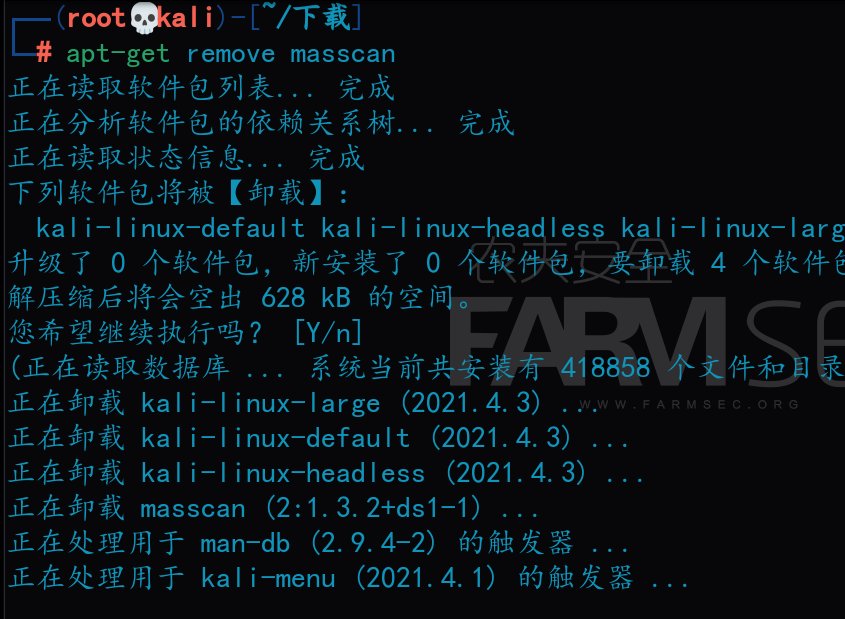 (root💀kali)-[~/下载]
# apt-get remove masscan
正在读取软件包列表... 完成
正在分析软件包的依赖关系树... 完成
正在读取状态信息... 完成
下列软件包将被【卸载】：
kali-linux-default kali-linux-headless kali-linux-larg
升级了 0 个软件包，新安装了 0 个软件包，要卸载 4 个软件包
解压缩后将会空出 628 kB 的空间。
您希望继续执行吗？ [Y/n]
(正在读取数据库 ... 系统当前共安装有 418858 个文件和目录
正在卸载 kali-linux-large (2021.4.3) ...
正在卸载 kali-linux-default (2021.4.3) ...
正在卸载 kali-linux-headless (2021.4.3) ...
正在卸载 masscan (2:1.3.2+ds1-1) ...
正在处理用于 man-db (2.9.4-2) 的触发器 ...
正在处理用于 kali-menu (2021.4.1) 的触发器 ...
农夫安全
FARMSE
WWW.FARMSEC.ORG